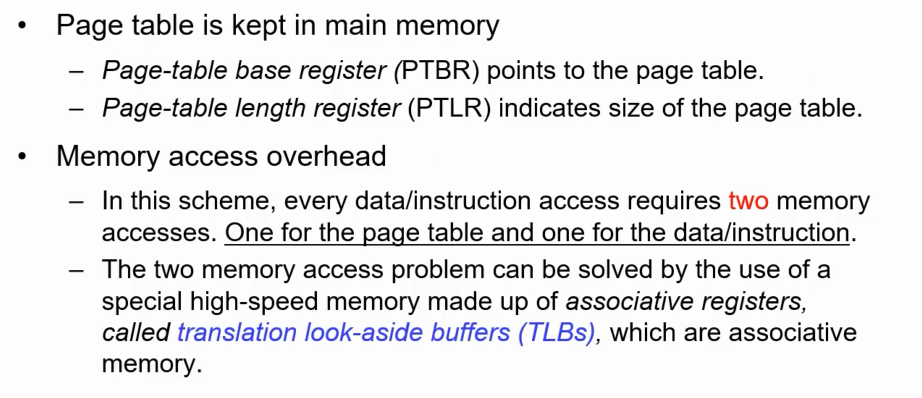 • Page table is kept in main memory
– Page-table base register (PTBR) points to the page table.
– Page-table length register (PTLR) indicates size of the page table.
• Memory access overhead
– In this scheme, every data/instruction access requires two memory
accesses. One for the page table and one for the data/instruction.
– The two memory access problem can be solved by the use of a
special high-speed memory made up of associative registers,
called translation look-aside buffers (TLBs), which are associative
memory.